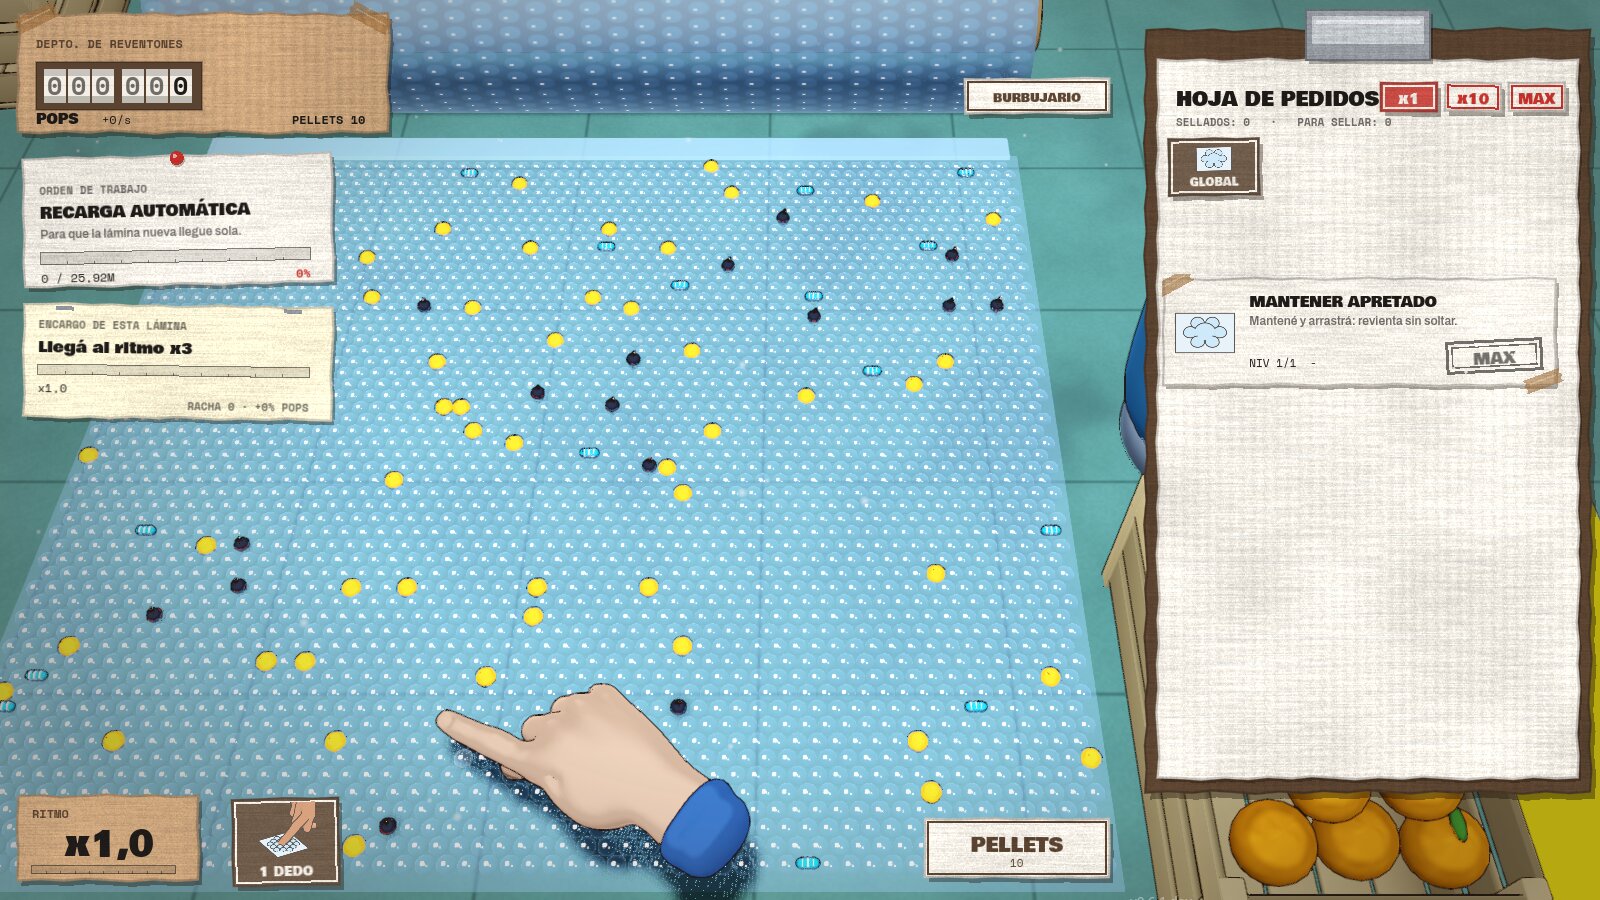 DEPTO. DE REVENTONES
000 000
POPS +0/s PELLETS 10
ORDEN DE TRABAJO
RECARGA AUTOMÁTICA
Para que la lámina nueva llegue sola.
0 / 25.92M 0%
ENCARGO DE ESTA LÁMINA
Llegá al ritmo x3
x1.0
RACHA 0 - +0% POPS
RITMO
x1,0
1 DEDO
BURBUJARIO
PELLETS
10
HOJA DE PEDIDOS x1 x10 MAX
SELLADOS: 0 · PARA SELLAR: 0
GLOBAL
MANTENER APRETADO
Mantené y arrastrá: revienta sin soltar.
NIV 1/1 -
MAX